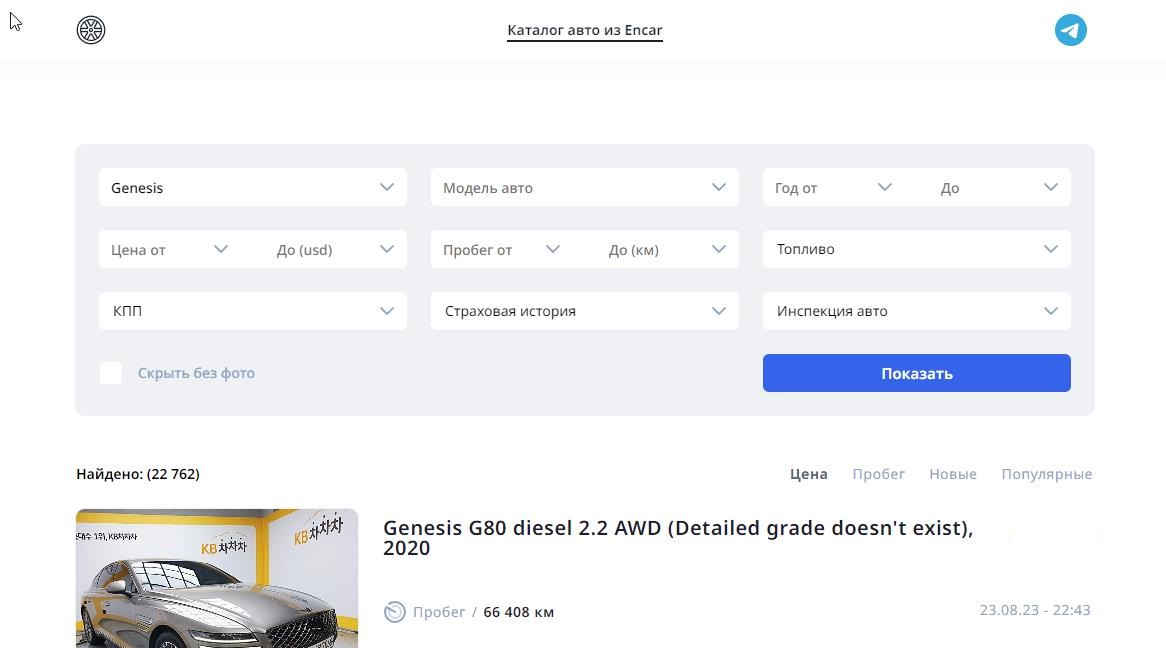 Каталог авто из Encar
Genesis
Модель авто
Год от
До
Цена от
До (usd)
Пробег от
До (км)
Топливо
КПП
Страховая история
Инспекция авто
Скрыть без фото
Показать
Найдено: (22 762)
Цена
Пробег
Новые
Популярные
KB차차차
KB차차차
Genesis G80 diesel 2.2 AWD (Detailed grade doesn't exist),
2020
Пробег / 66 408 км
23.08.23 - 22:43